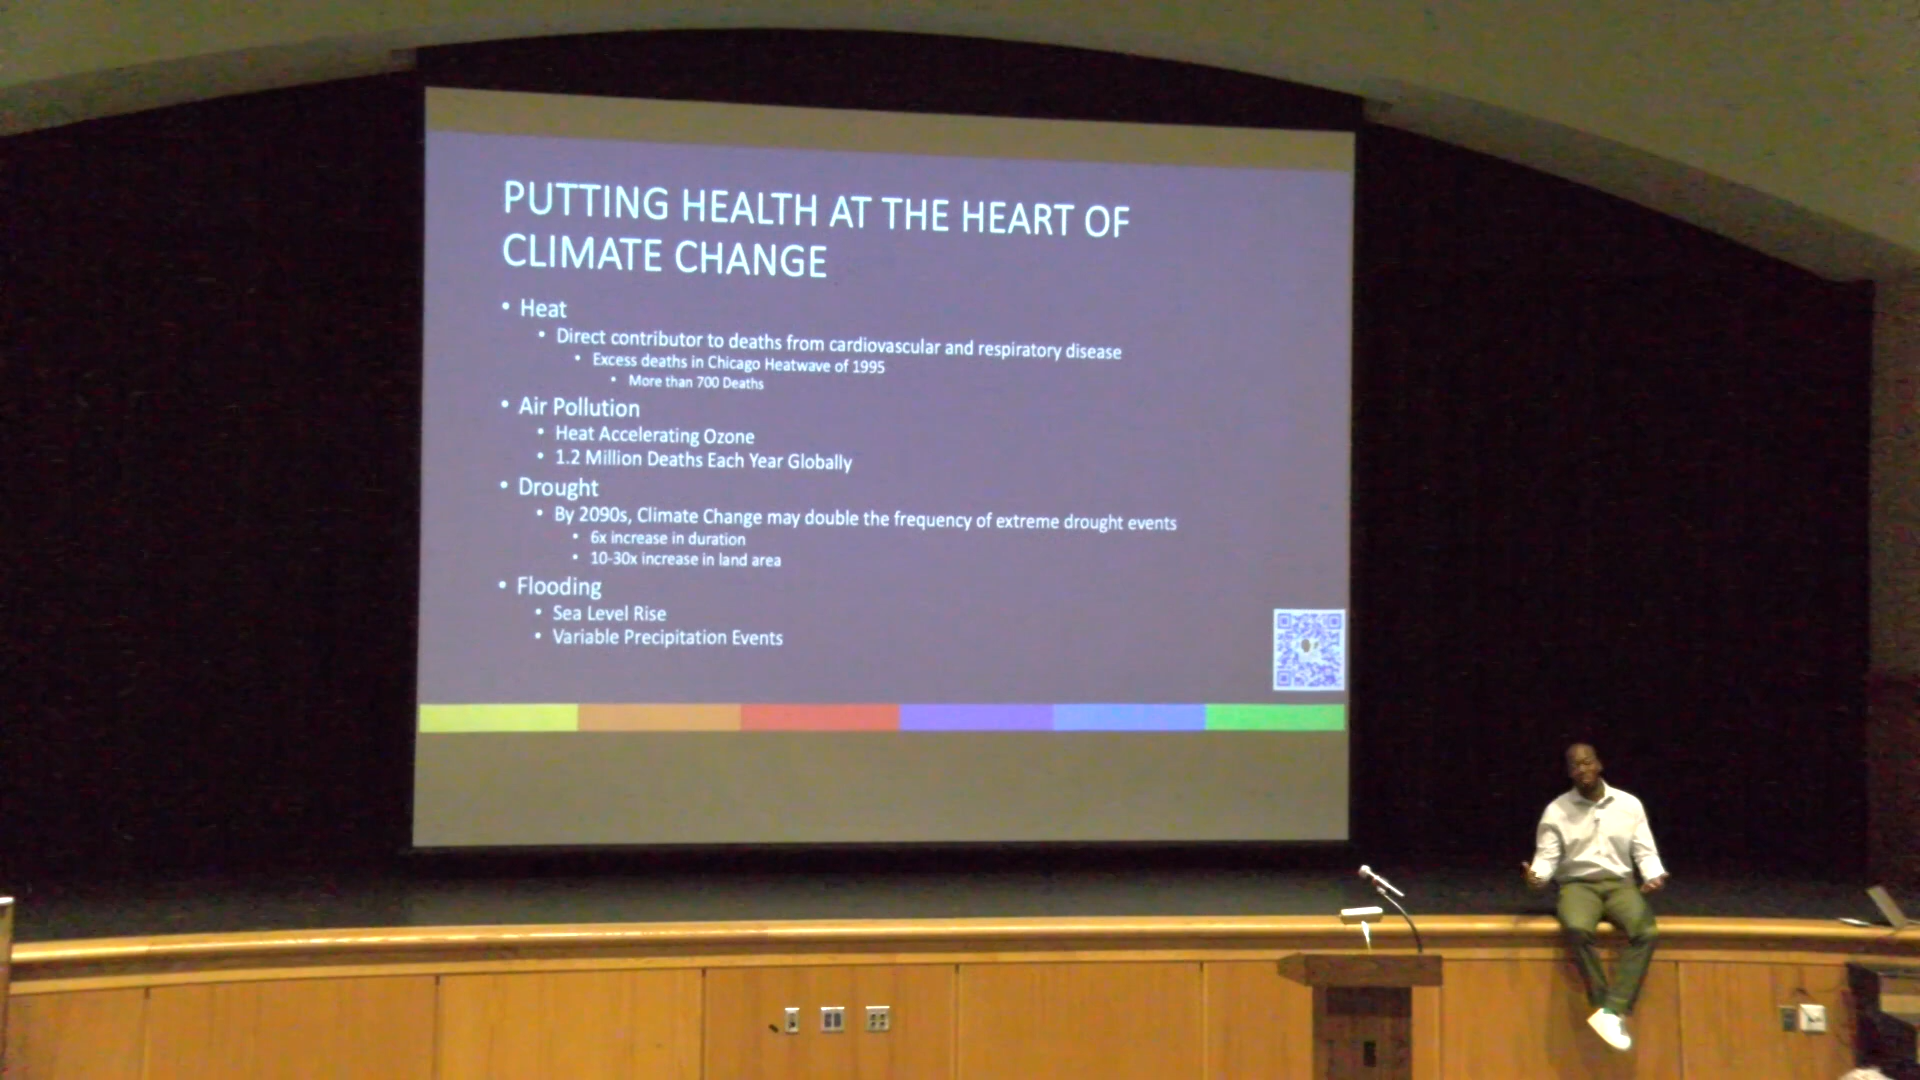 PUTTING HEALTH AT THE HEART OF
CLIMATE CHANGE
• Heat
• Direct contributor to deaths from cardiovascular and respiratory disease
• Excess deaths in Chicago Heatwave of 1995
• More than 700 Deaths
• Air Pollution
• Heat Accelerating Ozone
• 1.2 Million Deaths Each Year Globally
• Drought
• By 2090s, Climate Change may double the frequency of extreme drought events
• 6x increase in duration
• 10-30x increase in land area
• Flooding
• Sea Level Rise
• Variable Precipitation Events